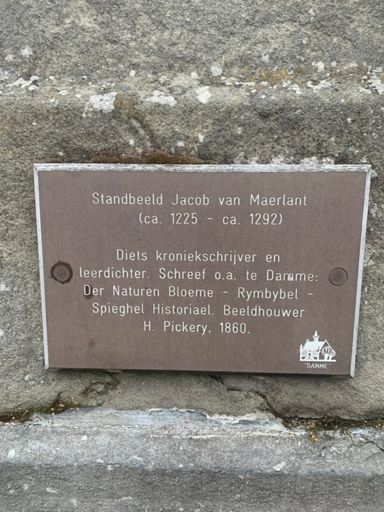 Standbeeld Jacob van Maerlant
(ca. 1225 - ca. 1292)
Diets kroniekschrijver en
leerdichter. Schreef o.a. te Damme:
Der Naturen Bloeme - Rymbybel -
Spieghel Historiael. Beeldhouwer
H. Pickery, 1860.
"DAMME"